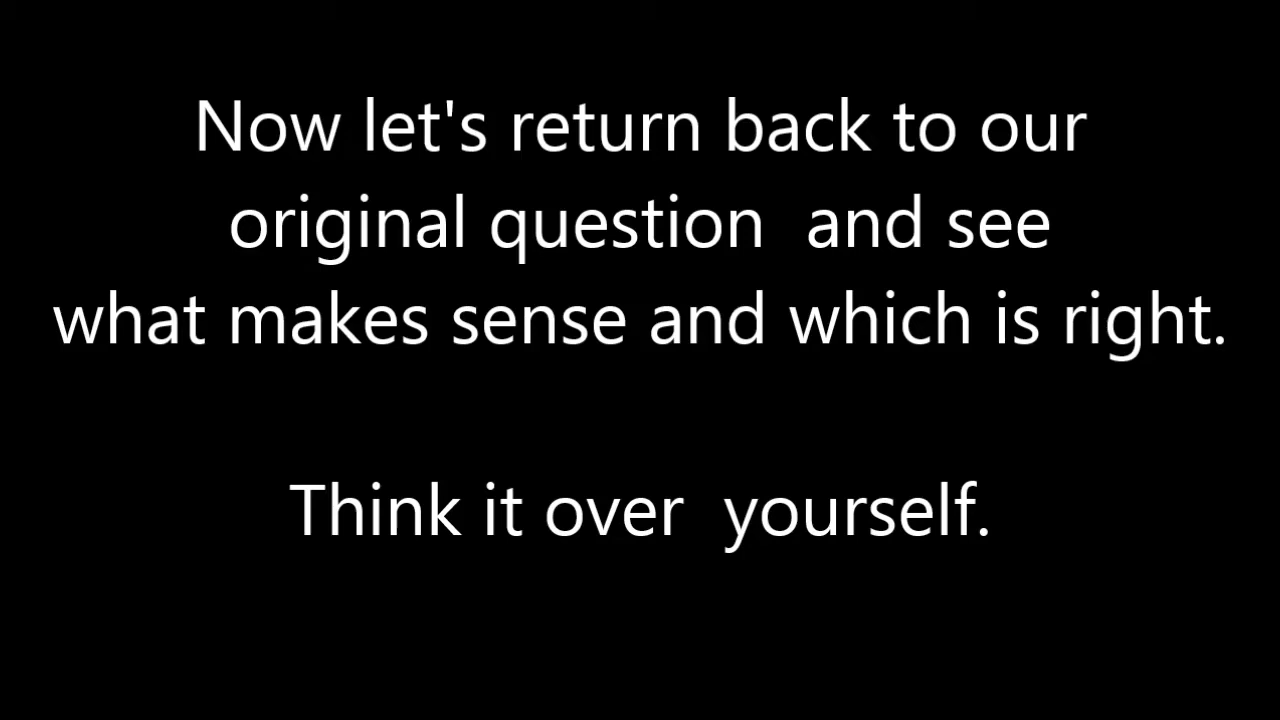 Now let's return back to our
original question  and see
what makes sense and which is right.
Think it over  yourself.